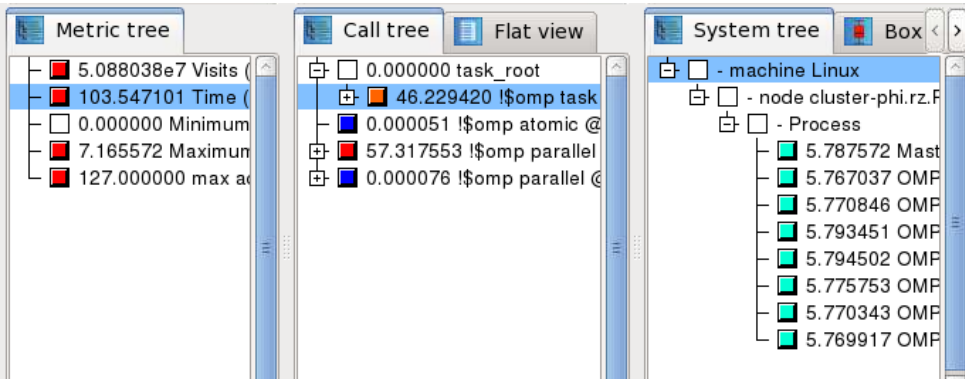 Metric tree
5.088038e7 Visits (
103.547101 Time (
0.000000 Minimum
7.165572 Maximum
127.000000 max a
Call tree
Flat view
0.000000 task_root
46.229420 !$omp task
0.000051 !$omp atomic @
57.317553 !$omp parallel
0.000076 !$omp parallel @
System tree
Box
- machine Linux
- node cluster-phi.rz.
- Process
5.787572 Mast
5.767037 OMP
5.770846 OMP
5.793451 OMP
5.794502 OMP
5.775753 OMP
5.770343 OMP
5.769917 OMP